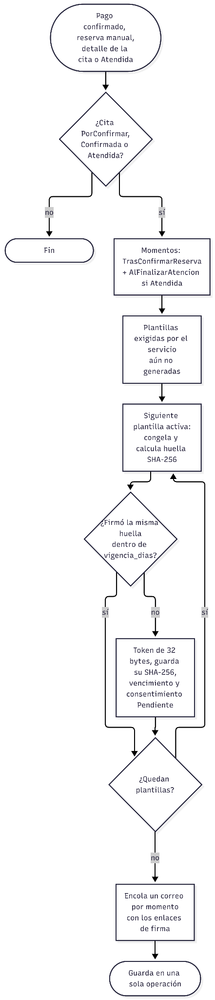 Pago
confirmado,
reserva manual,
detalle de la
cita o Atendida
¿Cita
PorConfirmar,
Confirmada o
Atendida?
no
sí
Fin
Momentos:
TrasConfirmarReserva
+ AlFinalizarAtencion
si Atendida
Plantillas
exigidas por el
servicio
aún no
generadas
Siguiente
plantilla activa:
congela y
calcula huella
SHA-256
¿Firmó la misma
huella
dentro de
vigencia_dias?
sí
no
sí
Token de 32
bytes, guarda
su SHA-256,
vencimiento y
consentimiento
Pendiente
¿Quedan
plantillas?
no
Encola un correo
por momento
con los enlaces
de firma
Guarda en una
sola operación